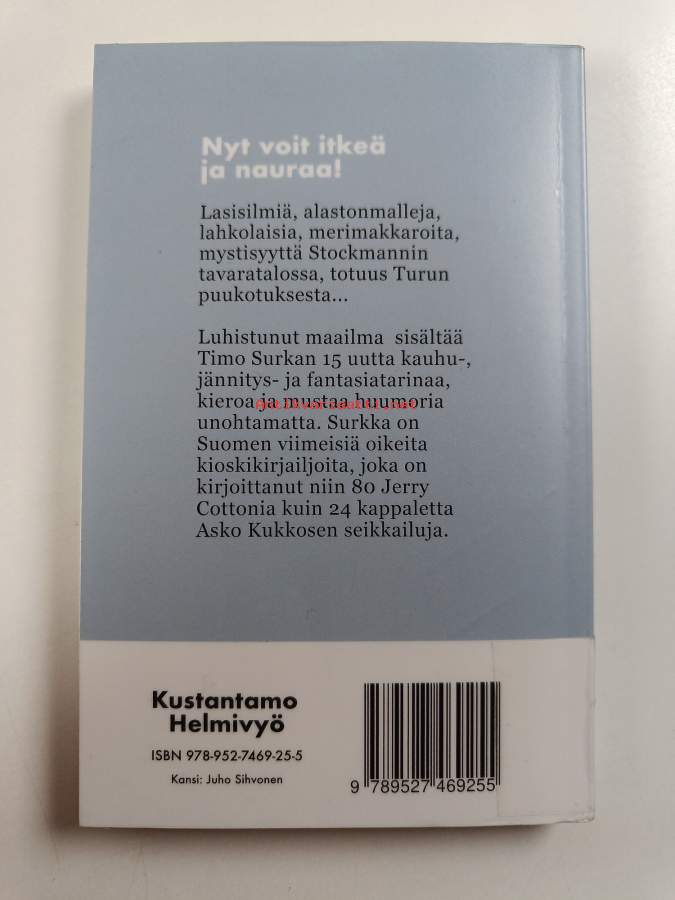 Nyt voit itkeä
ja nauraa!
Lasisilmiä, alastonmalleja,
lahkolaisia, merimakkaroita,
mystisyyttä Stockmannin
tavaratalossa, totuus Turun
puukotuksesta...
Luhistunut maailma sisältää
Timo Surkan 15 uutta kauhu-,
jännitys- ja fantasiatarinaa,
kieroa ja mustaa huumoria
Antikvariaatti.net
unohtamatta. Surkka on
Suomen viimeisiä oikeita
kioskikirjailjoita, joka on
kirjoittanut niin 80 Jerry
Cottonia kuin 24 kappaletta
Asko Kukkosen seikkailuja.
Kustantamo
Helmivyö
ISBN 978-952-7469-25-5
Kansi: Juho Sihvonen
9 789527 469255